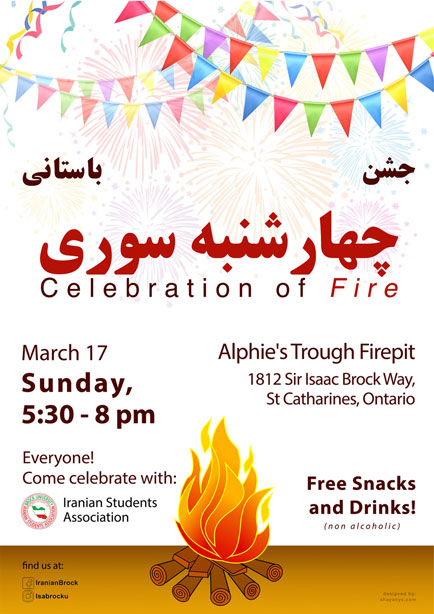 جشن باستانی
چهارشنبه سوری
Celebration of Fire
March 17
Sunday,
5:30 - 8 pm
Alphie's Trough Firepit
1812 Sir Isaac Brock Way,
St Catharines, Ontario
Everyone!
Come celebrate with:
Iranian Students
Association
Free Snacks
and Drinks!
(non alcoholic)
find us at:
IranianBrock
Isabrocku
designed by: